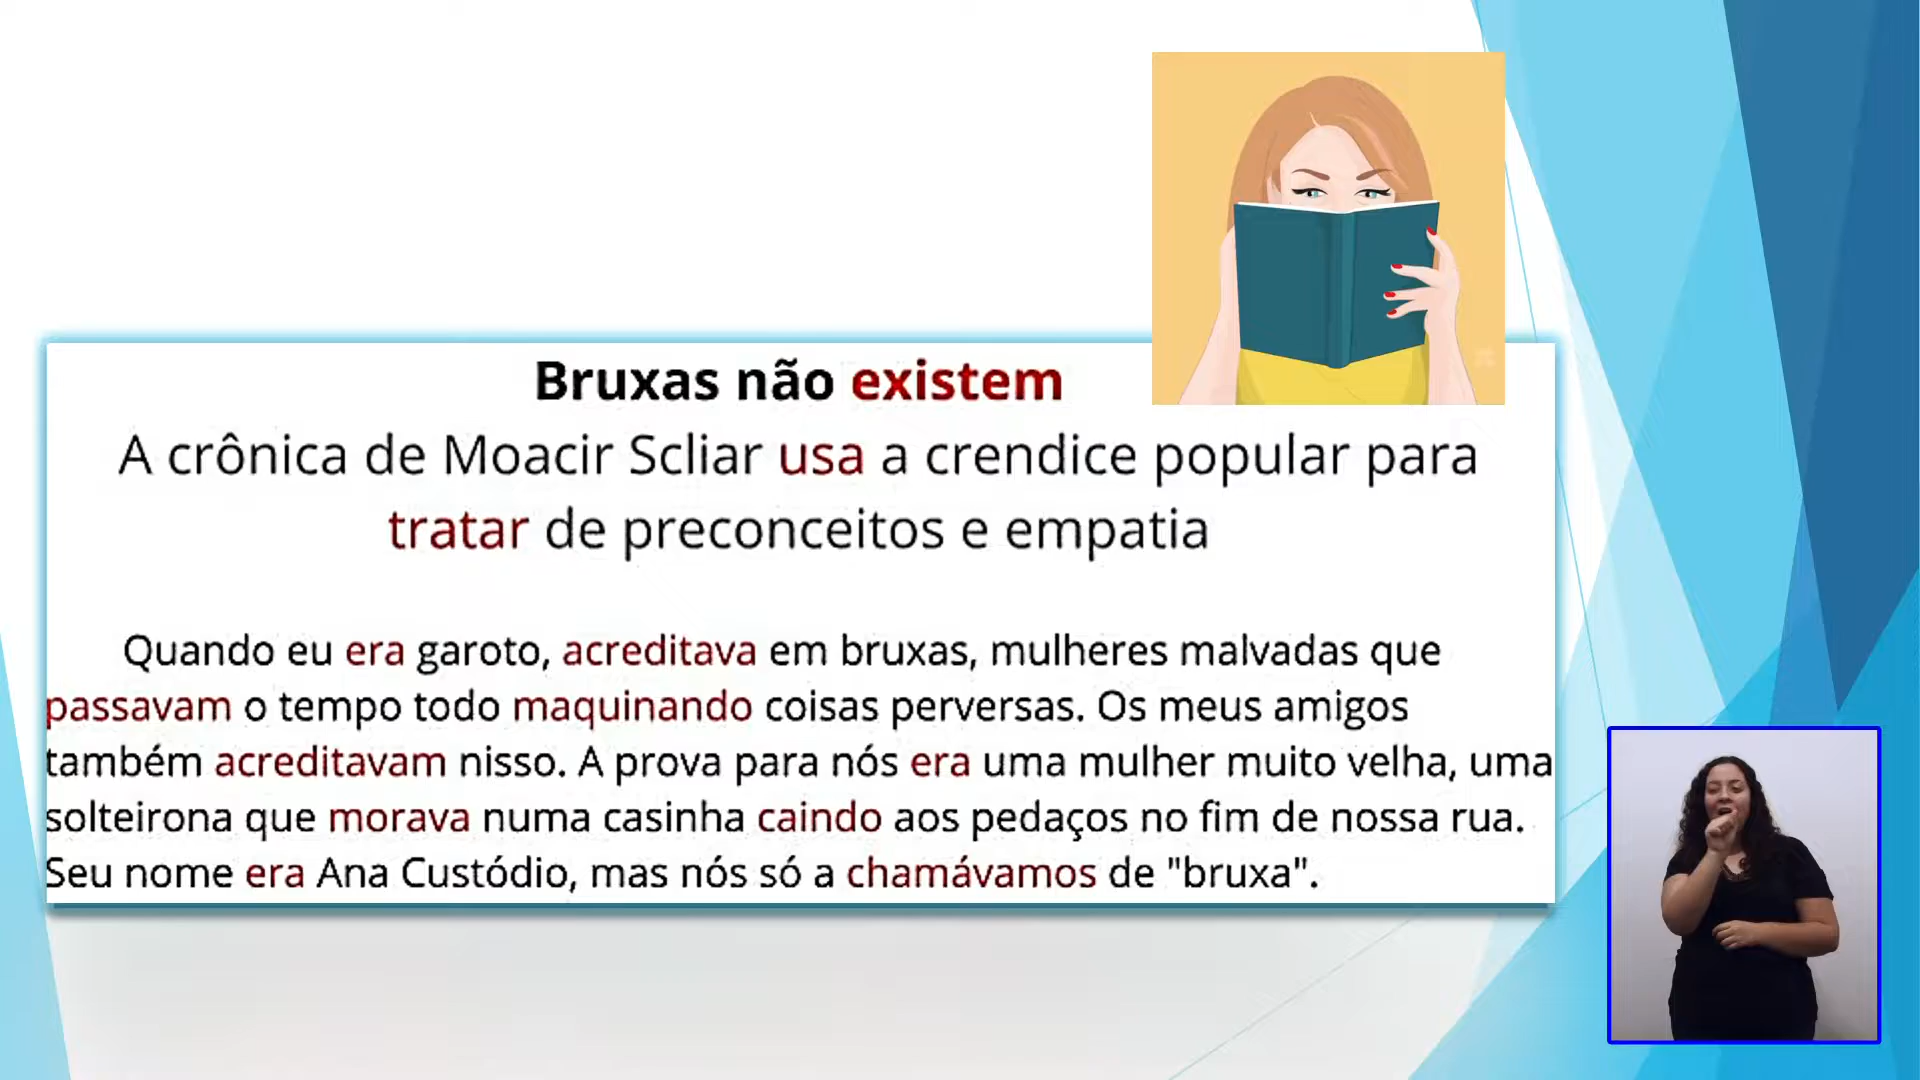 Bruxas não existem
A crônica de Moacir Scliar usa a crendice popular para
tratar de preconceitos e empatia
Quando eu era garoto, acreditava em bruxas, mulheres malvadas que
passavam o tempo todo maquinando coisas perversas. Os meus amigos
também acreditavam nisso. A prova para nós era uma mulher muito velha, uma
solteirona que morava numa casinha caindo aos pedaços no fim de nossa rua.
Seu nome era Ana Custódio, mas nós só a chamávamos de "bruxa".